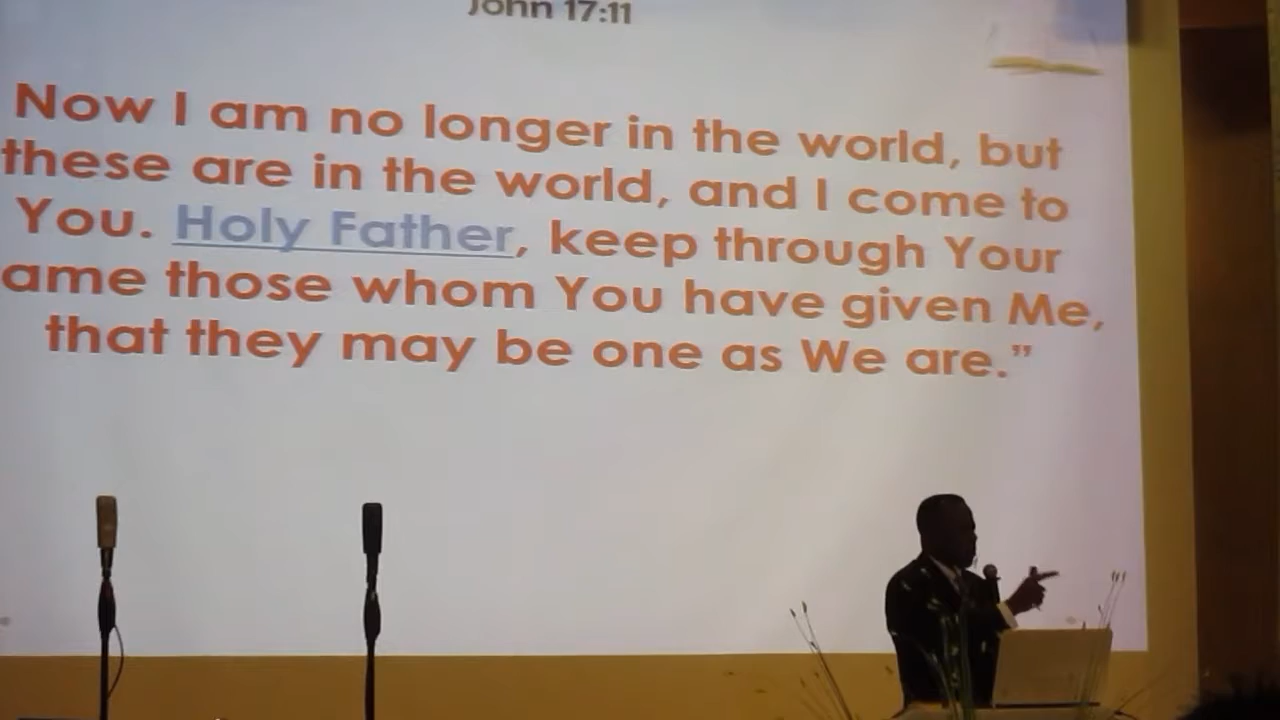 John 17:11
Now I am no longer in the world, but
these are in the world, and I come to
You. Holy Father, keep through Your
ame those whom You have given Me,
that they may be one as We are.”